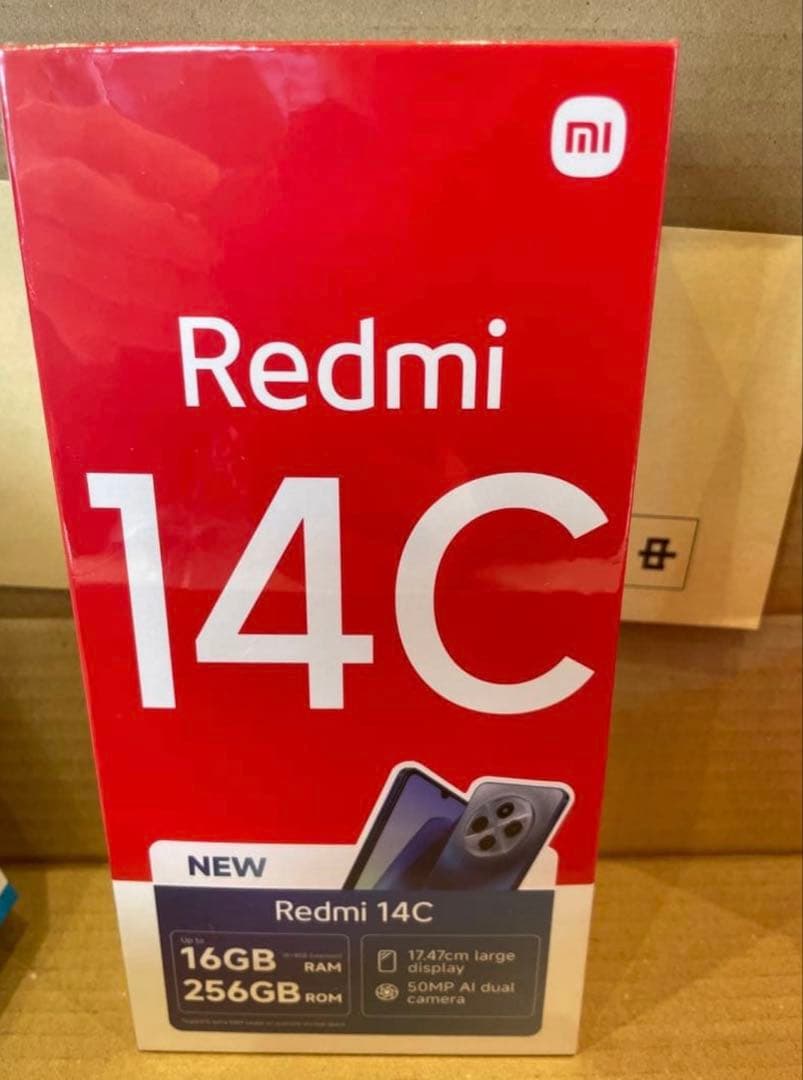 mi
Redmi
14C
NEW
Redmi 14C
Up to
16GB RAM
256GB ROM
17.47cm large
display
50MP AI dual
camera